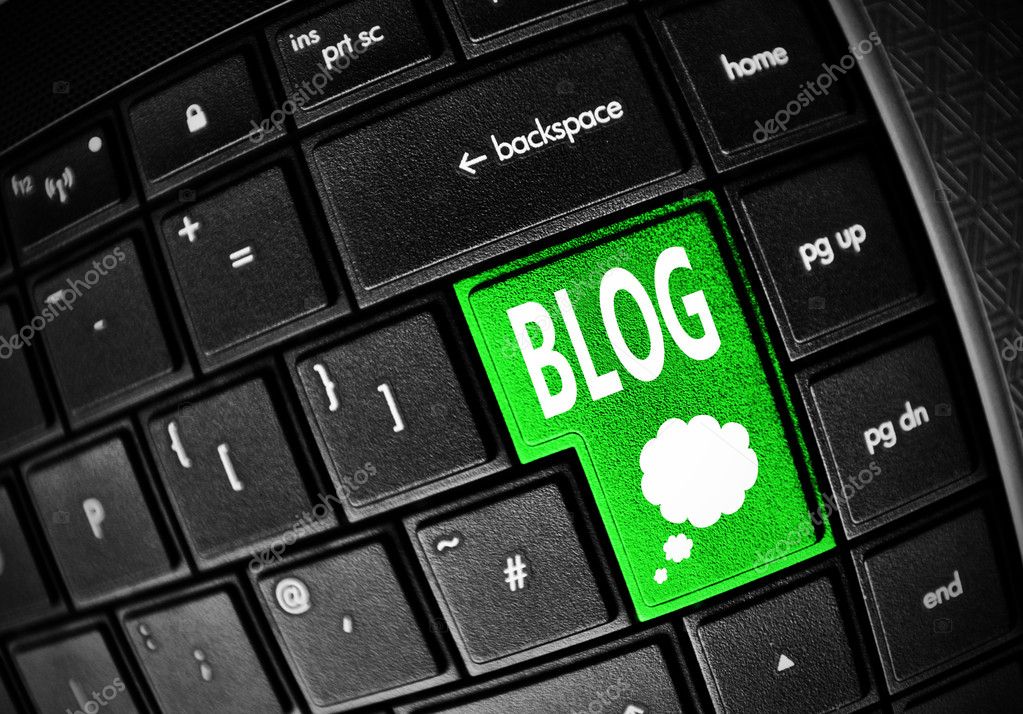 ins
prt sc
home
← backspace
f12
+
=
-
BLOG
pg up
}
]
{
[
P
pg dn
~
#
@
'
:
;
end
depositphotos
depositphotos
depositphotos
depositphotos
depositphotos
depositphotos